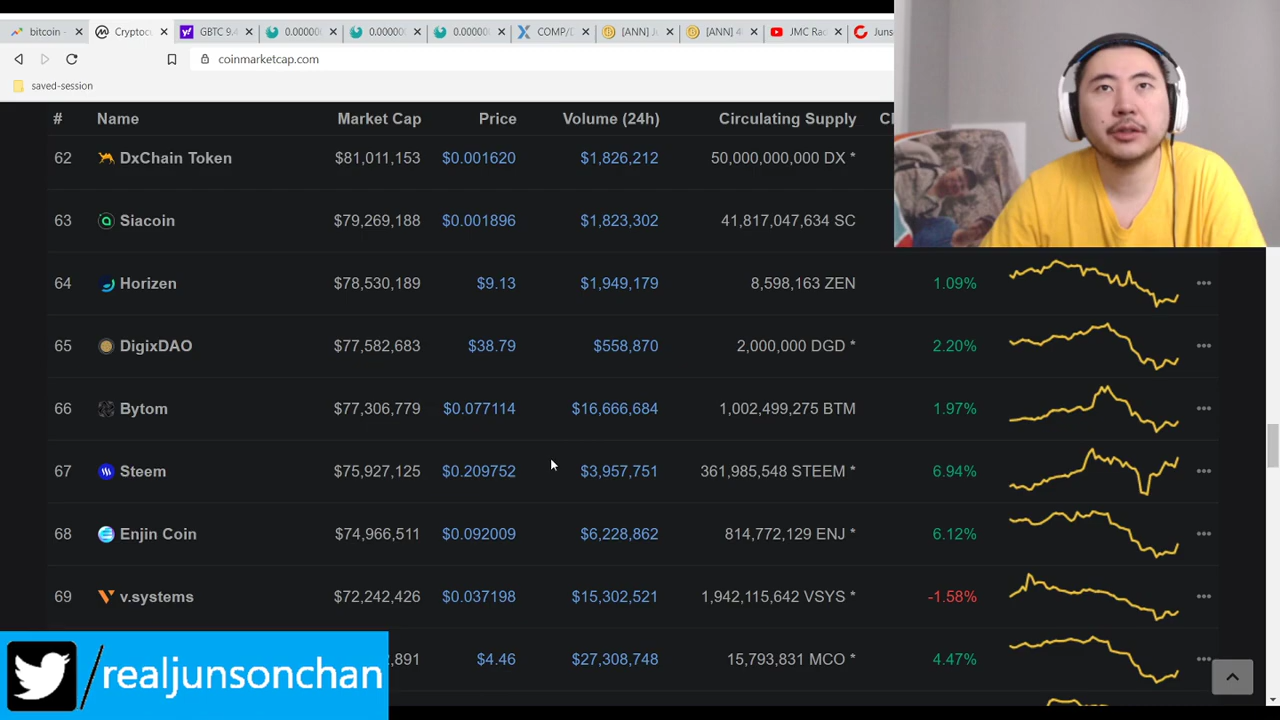 bitcoin - Cryptoc GBTC 9. 0.00000 0.00000 0.00000 COMP/ [ANN] J [ANN] 4 JMC Rac Juns
coinmarketcap.com
saved-session
# Name Market Cap Price Volume (24h) Circulating Supply
62 DxChain Token $81,011,153 $0.001620 $1,826,212 50,000,000,000 DX *
63 Siacoin $79,269,188 $0.001896 $1,823,302 41,817,047,634 SC
64 Horizen $78,530,189 $9.13 $1,949,179 8,598,163 ZEN 1.09%
65 DigixDAO $77,582,683 $38.79 $558,870 2,000,000 DGD * 2.20%
66 Bytom $77,306,779 $0.077114 $16,666,684 1,002,499,275 BTM 1.97%
67 Steem $75,927,125 $0.209752 $3,957,751 361,985,548 STEEM * 6.94%
68 Enjin Coin $74,966,511 $0.092009 $6,228,862 814,772,129 ENJ * 6.12%
69 v.systems $72,242,426 $0.037198 $15,302,521 1,942,115,642 VSYS * -1.58%
,891 $4.46 $27,308,748 15,793,831 MCO * 4.47%
/realjunsonchan